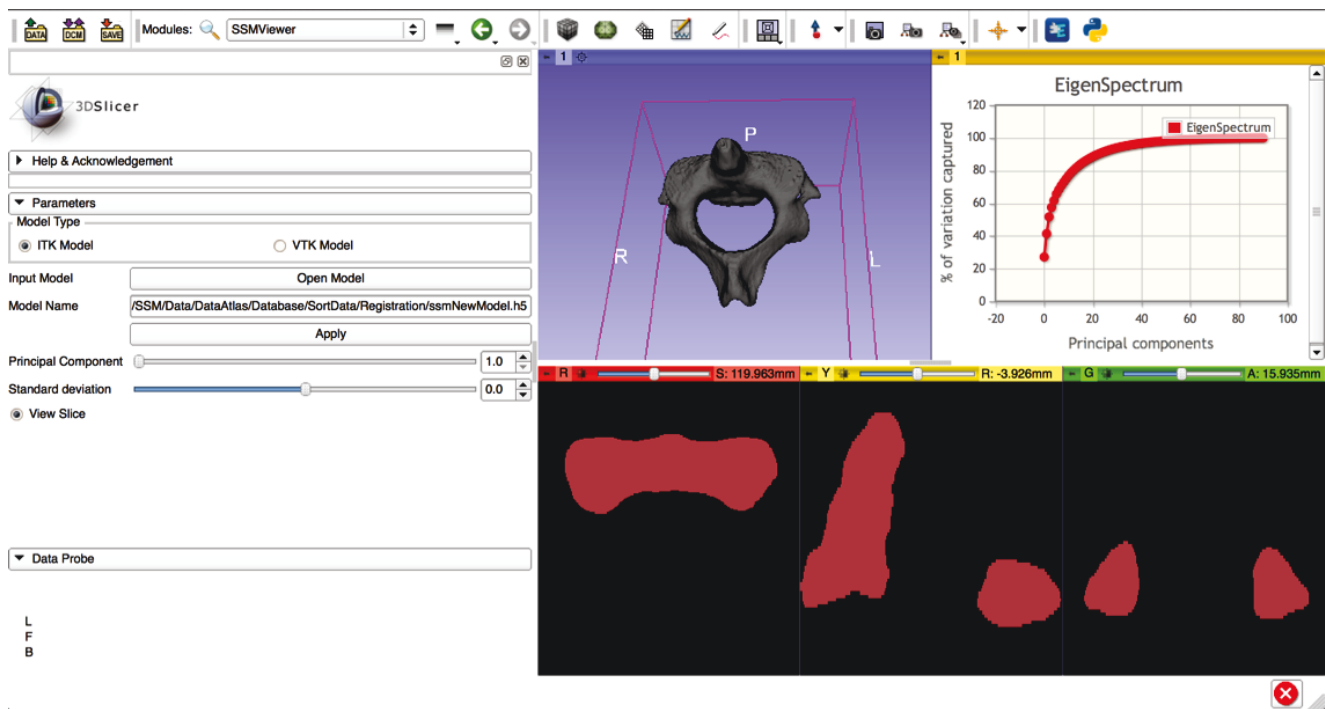 DATA DCM SAVE Modules: SSMViewer
3DSlicer
Help & Acknowledgement
Parameters
Model Type
ITK Model VTK Model
Input Model Open Model
Model Name /SSM/Data/DataAtlas/Database/SortData/Registration/ssmNewModel.h5
Apply
Principal Component 1.0
Standard deviation 0.0
View Slice
Data Probe
L
F
B
1
P
R
L
1
EigenSpectrum
EigenSpectrum
% of variation captured
120
100
80
60
40
20
0
-20 0 20 40 60 80 100
Principal components
R S: 119.963mm
Y R: -3.926mm
G A: 15.935mm